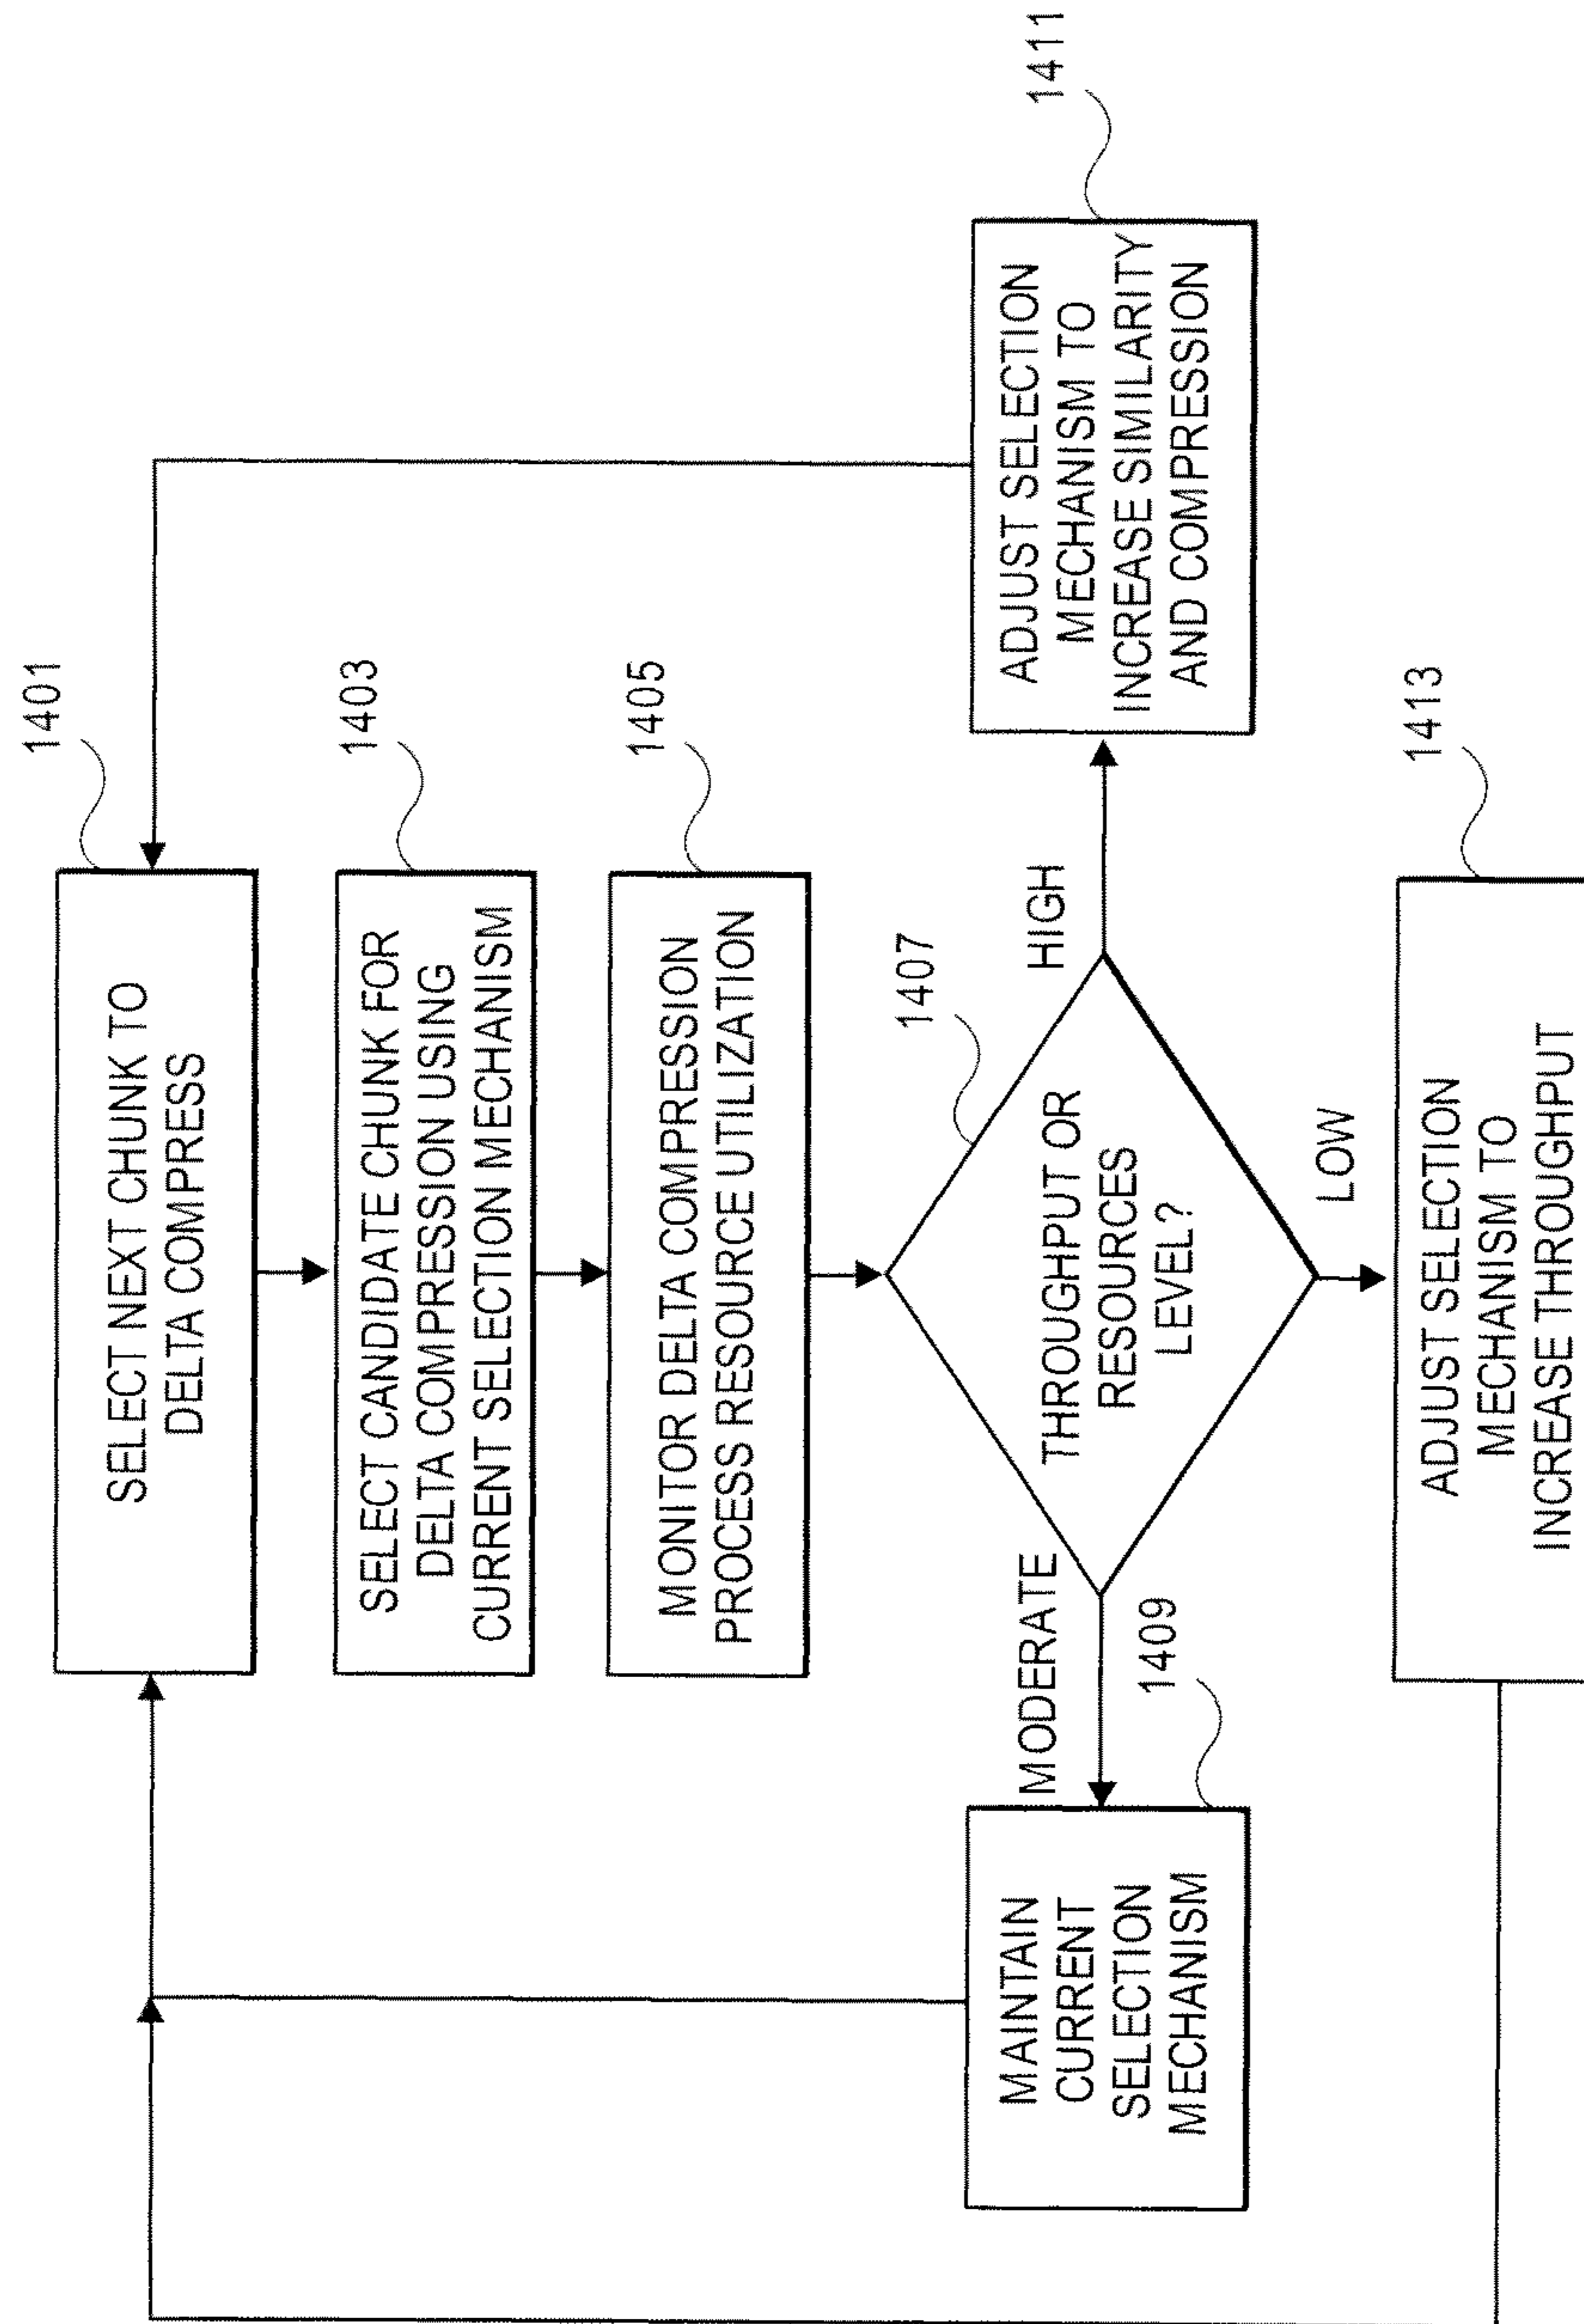 1401
SELECT NEXT CHUNK TO
DELTA COMPRESS
1403
SELECT CANDIDATE CHUNK FOR
DELTA COMPRESSION USING
CURRENT SELECTION MECHANISM
1405
MONITOR DELTA COMPRESSION
PROCESS RESOURCE UTILIZATION
1407
THROUGHPUT OR
RESOURCES
LEVEL?
MODERATE
HIGH
LOW
1409
MAINTAIN
CURRENT
SELECTION
MECHANISM
1411
ADJUST SELECTION
MECHANISM TO
INCREASE SIMILARITY
AND COMPRESSION
1413
ADJUST SELECTION
MECHANISM TO
INCREASE THROUGHPUT